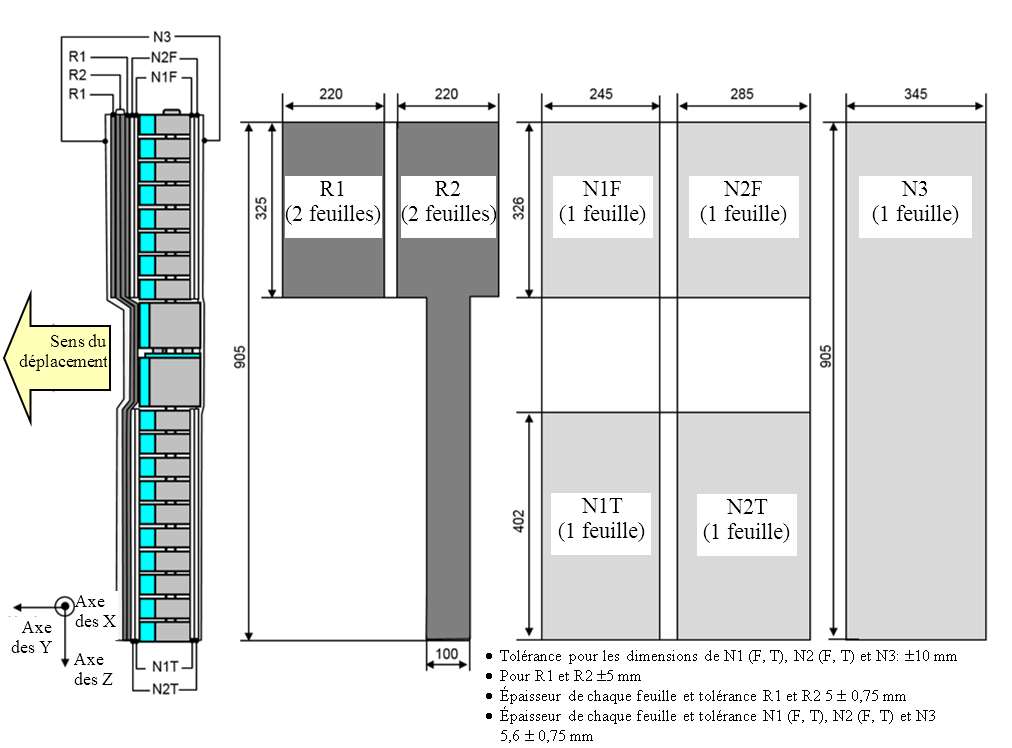 N3
R1
N2F
R2
N1F
R1
220
220
245
285
345
R1
(2 feuilles)
R2
(2 feuilles)
N1F
(1 feuille)
N2F
(1 feuille)
N3
(1 feuille)
325
326
905
905
Sens du
déplacement
N1T
(1 feuille)
N2T
(1 feuille)
402
Axe
des X
Axe
des Y
Axe
des Z
N1T
N2T
100
• Tolérance pour les dimensions de N1 (F, T), N2 (F, T) et N3: ±10 mm
• Pour R1 et R2 ±5 mm
• Épaisseur de chaque feuille et tolérance R1 et R2 5 ± 0,75 mm
• Épaisseur de chaque feuille et tolérance N1 (F, T), N2 (F, T) et N3
5,6 ± 0,75 mm